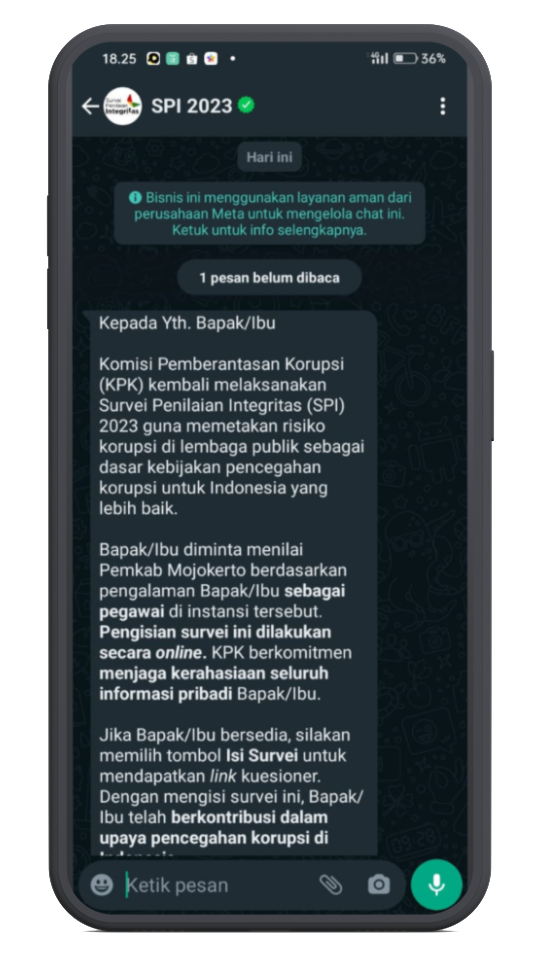 18.25
4G
36%
Survei
Penilaian
Integritas
SPI 2023
Hari ini
Bisnis ini menggunakan layanan aman dari
perusahaan Meta untuk mengelola chat ini.
Ketuk untuk info selengkapnya.
1 pesan belum dibaca
Kepada Yth. Bapak/Ibu
Komisi Pemberantasan Korupsi
(KPK) kembali melaksanakan
Survei Penilaian Integritas (SPI)
2023 guna memetakan risiko
korupsi di lembaga publik sebagai
dasar kebijakan pencegahan
korupsi untuk Indonesia yang
lebih baik.
Bapak/Ibu diminta menilai
Pemkab Mojokerto berdasarkan
pengalaman Bapak/Ibu sebagai
pegawai di instansi tersebut.
Pengisian survei ini dilakukan
secara online. KPK berkomitmen
menjaga kerahasiaan seluruh
informasi pribadi Bapak/Ibu.
Jika Bapak/Ibu bersedia, silakan
memilih tombol Isi Survei untuk
mendapatkan link kuesioner.
Dengan mengisi survei ini, Bapak/
Ibu telah berkontribusi dalam
upaya pencegahan korupsi di
Ketik pesan